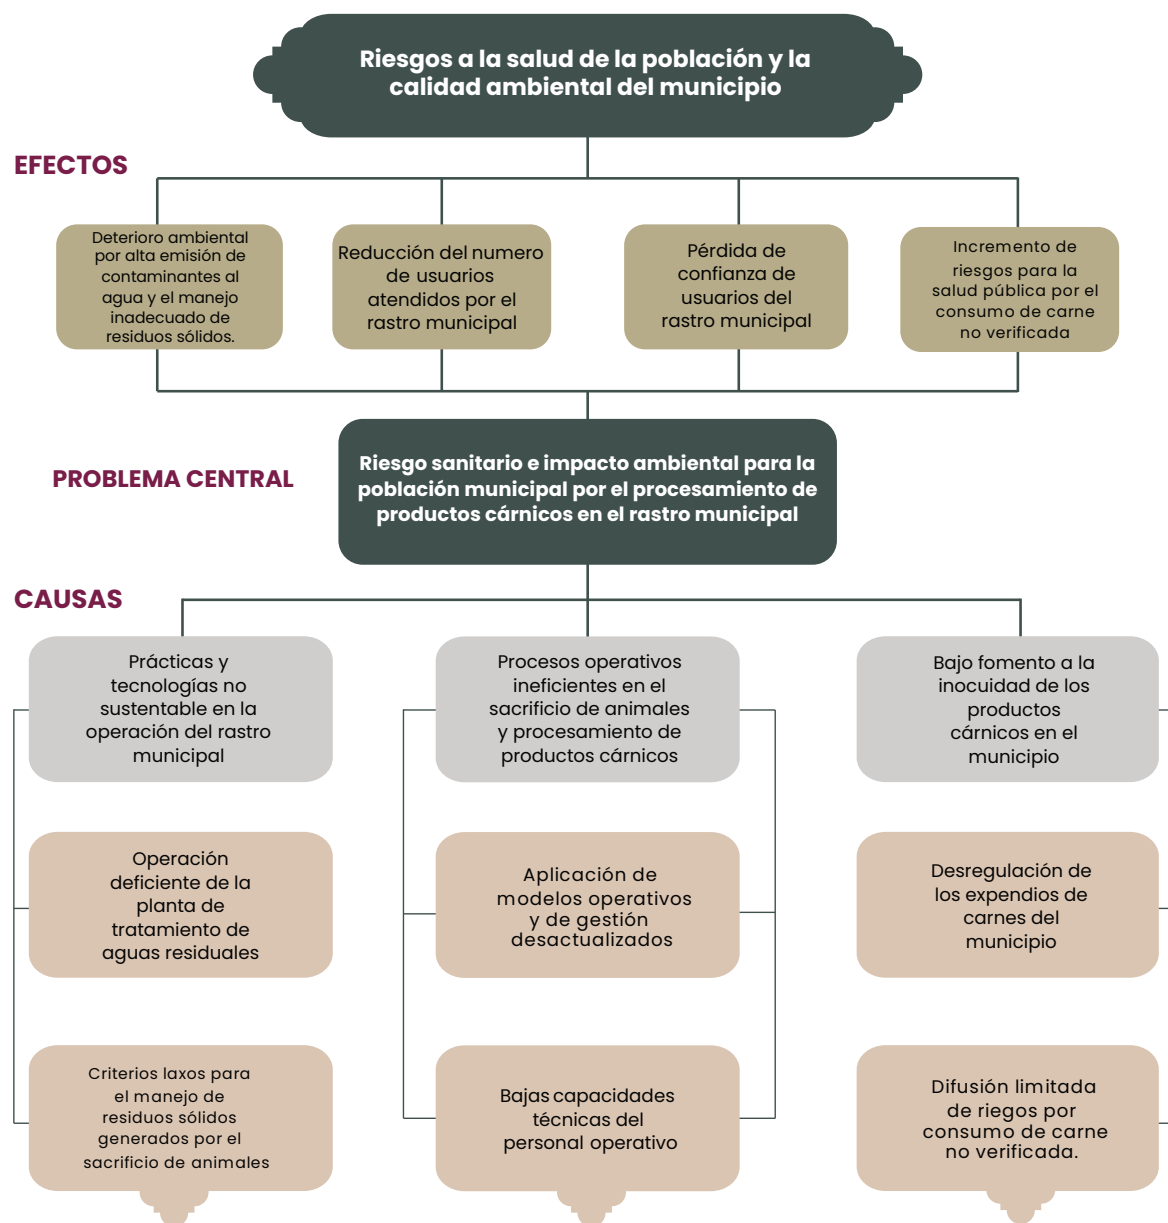 Riesgos a la salud de la población y la
calidad ambiental del municipio
EFECTOS
Deterioro ambiental
por alta emisión de
contaminantes al
agua y el manejo
inadecuado de
residuos sólidos.
Reducción del numero
de usuarios
atendidos por el
rastro municipal
Pérdida de
confianza de
usuarios del
rastro municipal
Incremento de
riesgos para la
salud pública por el
consumo de carne
no verificada
PROBLEMA CENTRAL
Riesgo sanitario e impacto ambiental para la
población municipal por el procesamiento de
productos cárnicos en el rastro municipal
CAUSAS
Prácticas y
tecnologías no
sustentable en la
operación del rastro
municipal
Procesos operativos
ineficientes en el
sacrificio de animales
y procesamiento de
productos cárnicos
Bajo fomento a la
inocuidad de los
productos
cárnicos en el
municipio
Operación
deficiente de la
planta de
tratamiento de
aguas residuales
Aplicación de
modelos operativos
y de gestión
desactualizados
Desregulación de
los expendios de
carnes del
municipio
Criterios laxos para
el manejo de
residuos sólidos
generados por el
sacrificio de animales
Bajas capacidades
técnicas del
personal operativo
Difusión limitada
de riegos por
consumo de carne
no verificada.